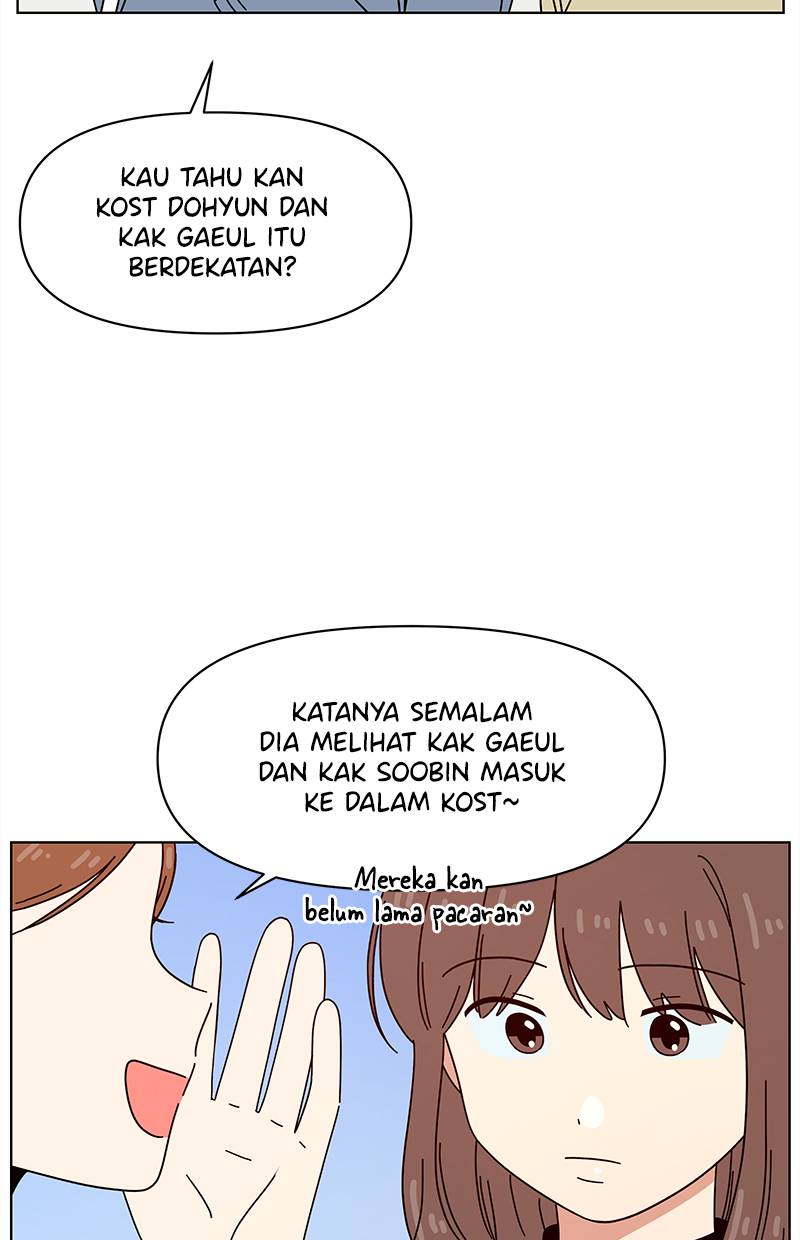 KAU TAHU KAN
KOST DOHYUN DAN
KAK GAEUL ITU
BERDEKATAN?
KATANYA SEMALAM
DIA MELIHAT KAK GAEUL
DAN KAK SOOBIN MASUK
KE DALAM KOST~
Mereka kan
belum lama pacaran~